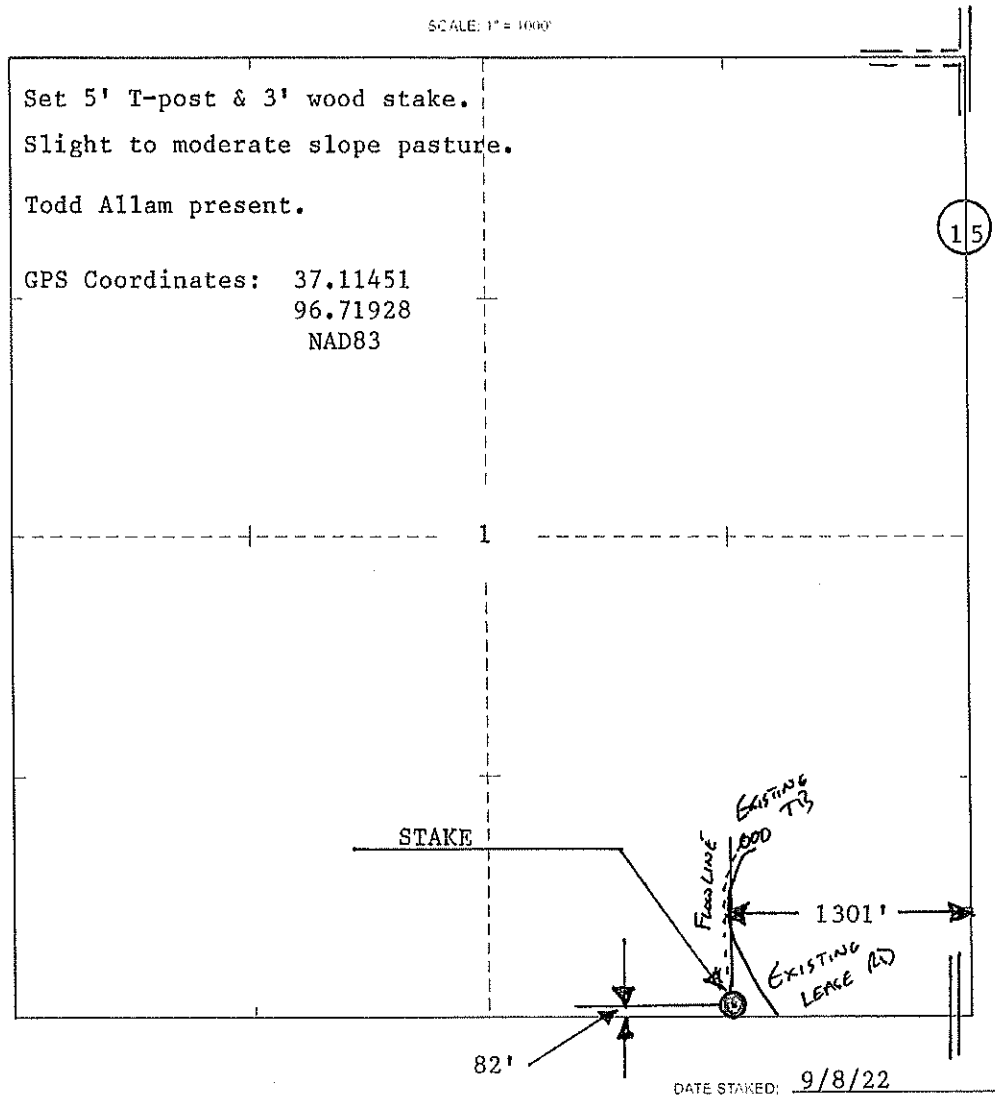 SCALE: 1" = 1000'
Set 5' T-post & 3' wood stake.
Slight to moderate slope pasture.
Todd Allam present.
15
GPS Coordinates: 37.11451
96.71928
NAD83
1
EXISTING
TB
STAKE
FLOWLINE
1301'
EXISTING
LEASE RD
82'
DATE STAKED: 9/8/22